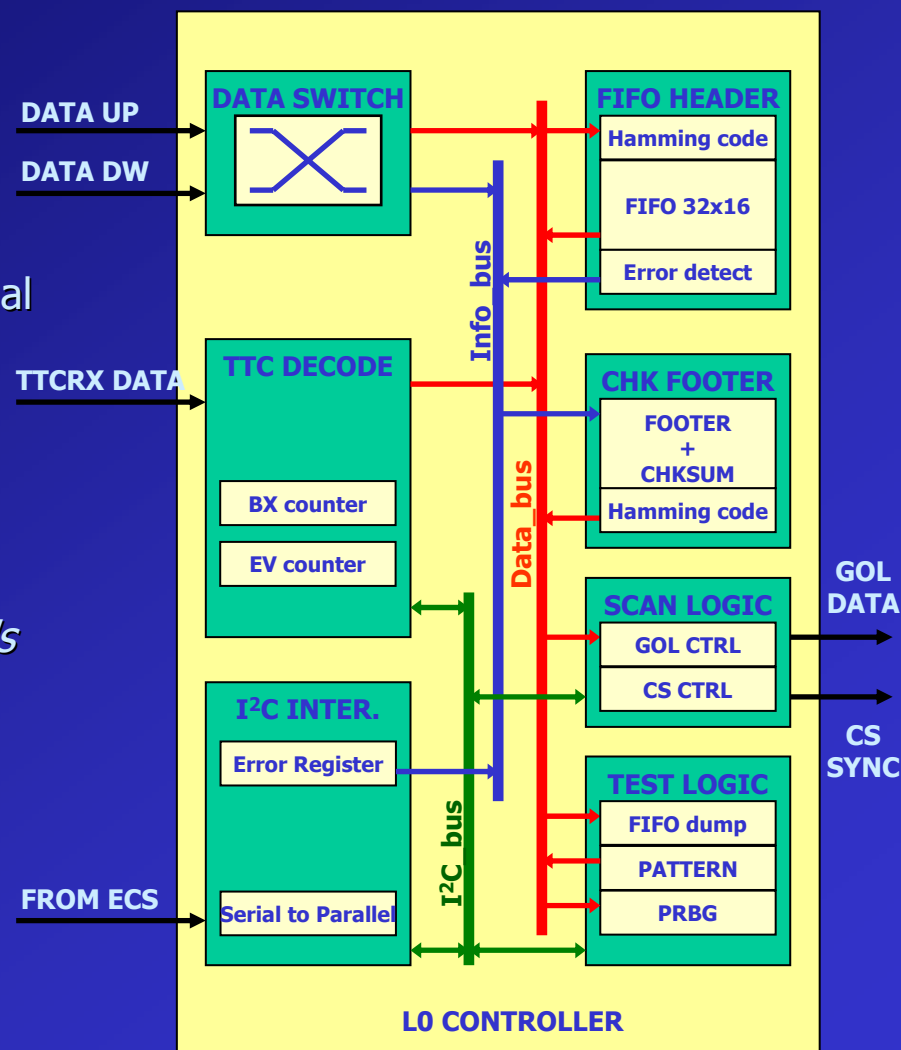 DATA UP
DATA DW
al
TTCRX DATA
s
FROM ECS
DATA SWITCH
TTC DECODE
BX counter
EV counter
I²C INTER.
Error Register
Serial to Parallel
Info_bus
Data_bus
I²C_bus
FIFO HEADER
Hamming code
FIFO 32x16
Error detect
CHK FOOTER
FOOTER
+
CHKSUM
Hamming code
SCAN LOGIC
GOL CTRL
CS CTRL
TEST LOGIC
FIFO dump
PATTERN
PRBG
GOL
DATA
CS
SYNC
L0 CONTROLLER